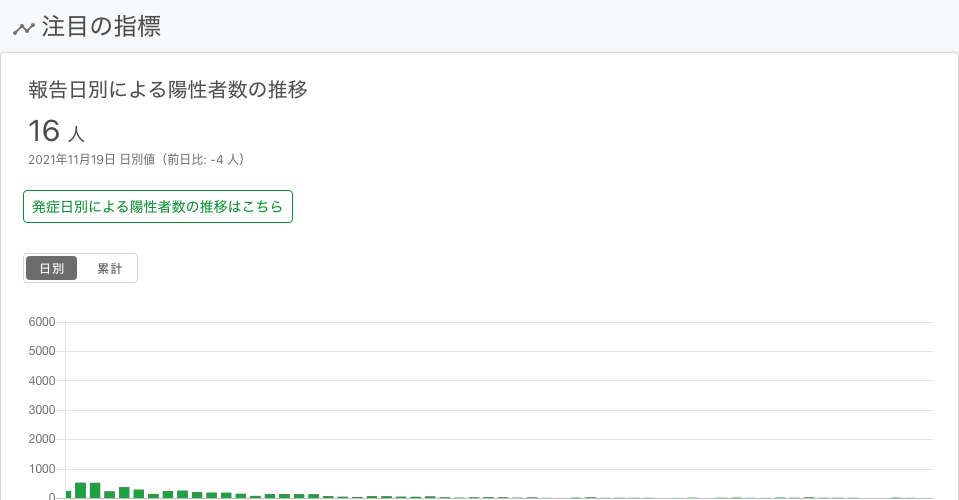 注目の指標
報告日別による陽性者数の推移
16 人
2021年11月19日 日別値（前日比: -4 人）
発症日別による陽性者数の推移はこちら
日別 累計
6000
5000
4000
3000
2000
1000
0